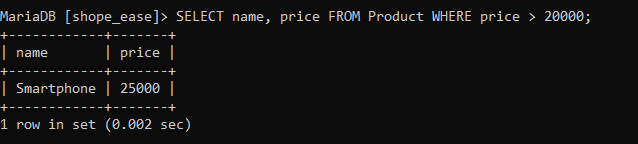 MariaDB [shope_ease]> SELECT name, price FROM Product WHERE price > 20000;
+------------+-------+
| name       | price |
+------------+-------+
| Smartphone | 25000 |
+------------+-------+
1 row in set (0.002 sec)